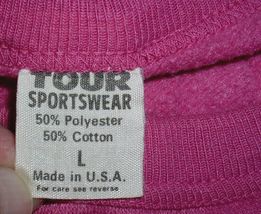 TOUR
SPORTSWEAR
50% Polyester
50% Cotton
L
Made in U.S.A.
For care see reverse